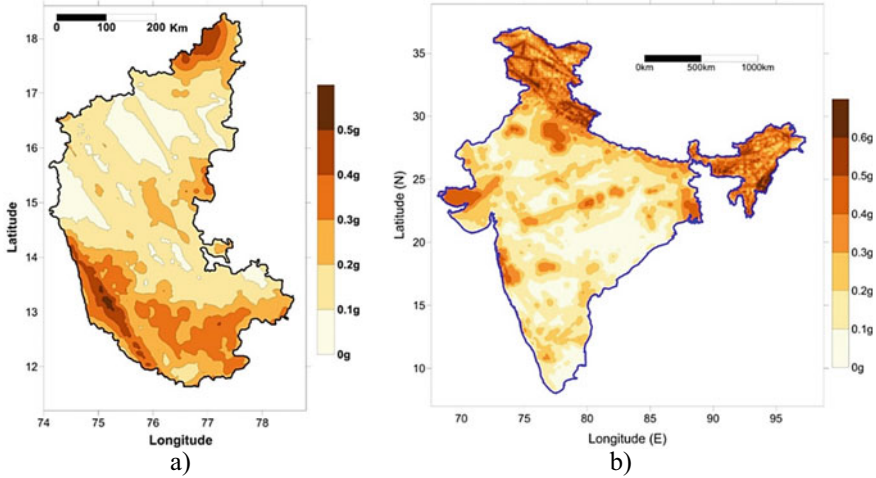 0 100 200
Km
18
17
16
15
14
13
12
Latitude
74 75 76 77 78
Longitude
0.5g
0.4g
0.3g
0.2g
0.1g
0g
a)
35
30
25
20
15
10
Latitude (N)
0km 500km 1000km
70 75 80 85 90 95
Longitude (E)
0.6g
0.5g
0.4g
0.3g
0.2g
0.1g
0g
b)